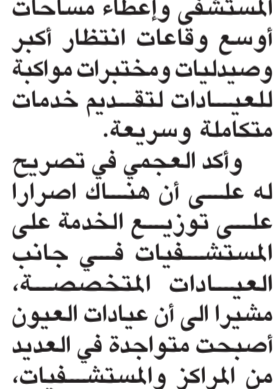 المستشفى وإعطاء مساحات
أوسع وقاعات انتظار أكبر
وصيدليات ومختبرات مواكبة
للعيادات لتقديم خدمات
متكاملة وسريعة.
وأكد العجمي في تصريح
له على أن هناك اصرارا
على توزيع الخدمة على
المستشفيات في جانب
العيادات المتخصصة،
مشيرا الى أن عيادات العيون
أصبحت متواجدة في العديد
من المراكز والمستشفيات،